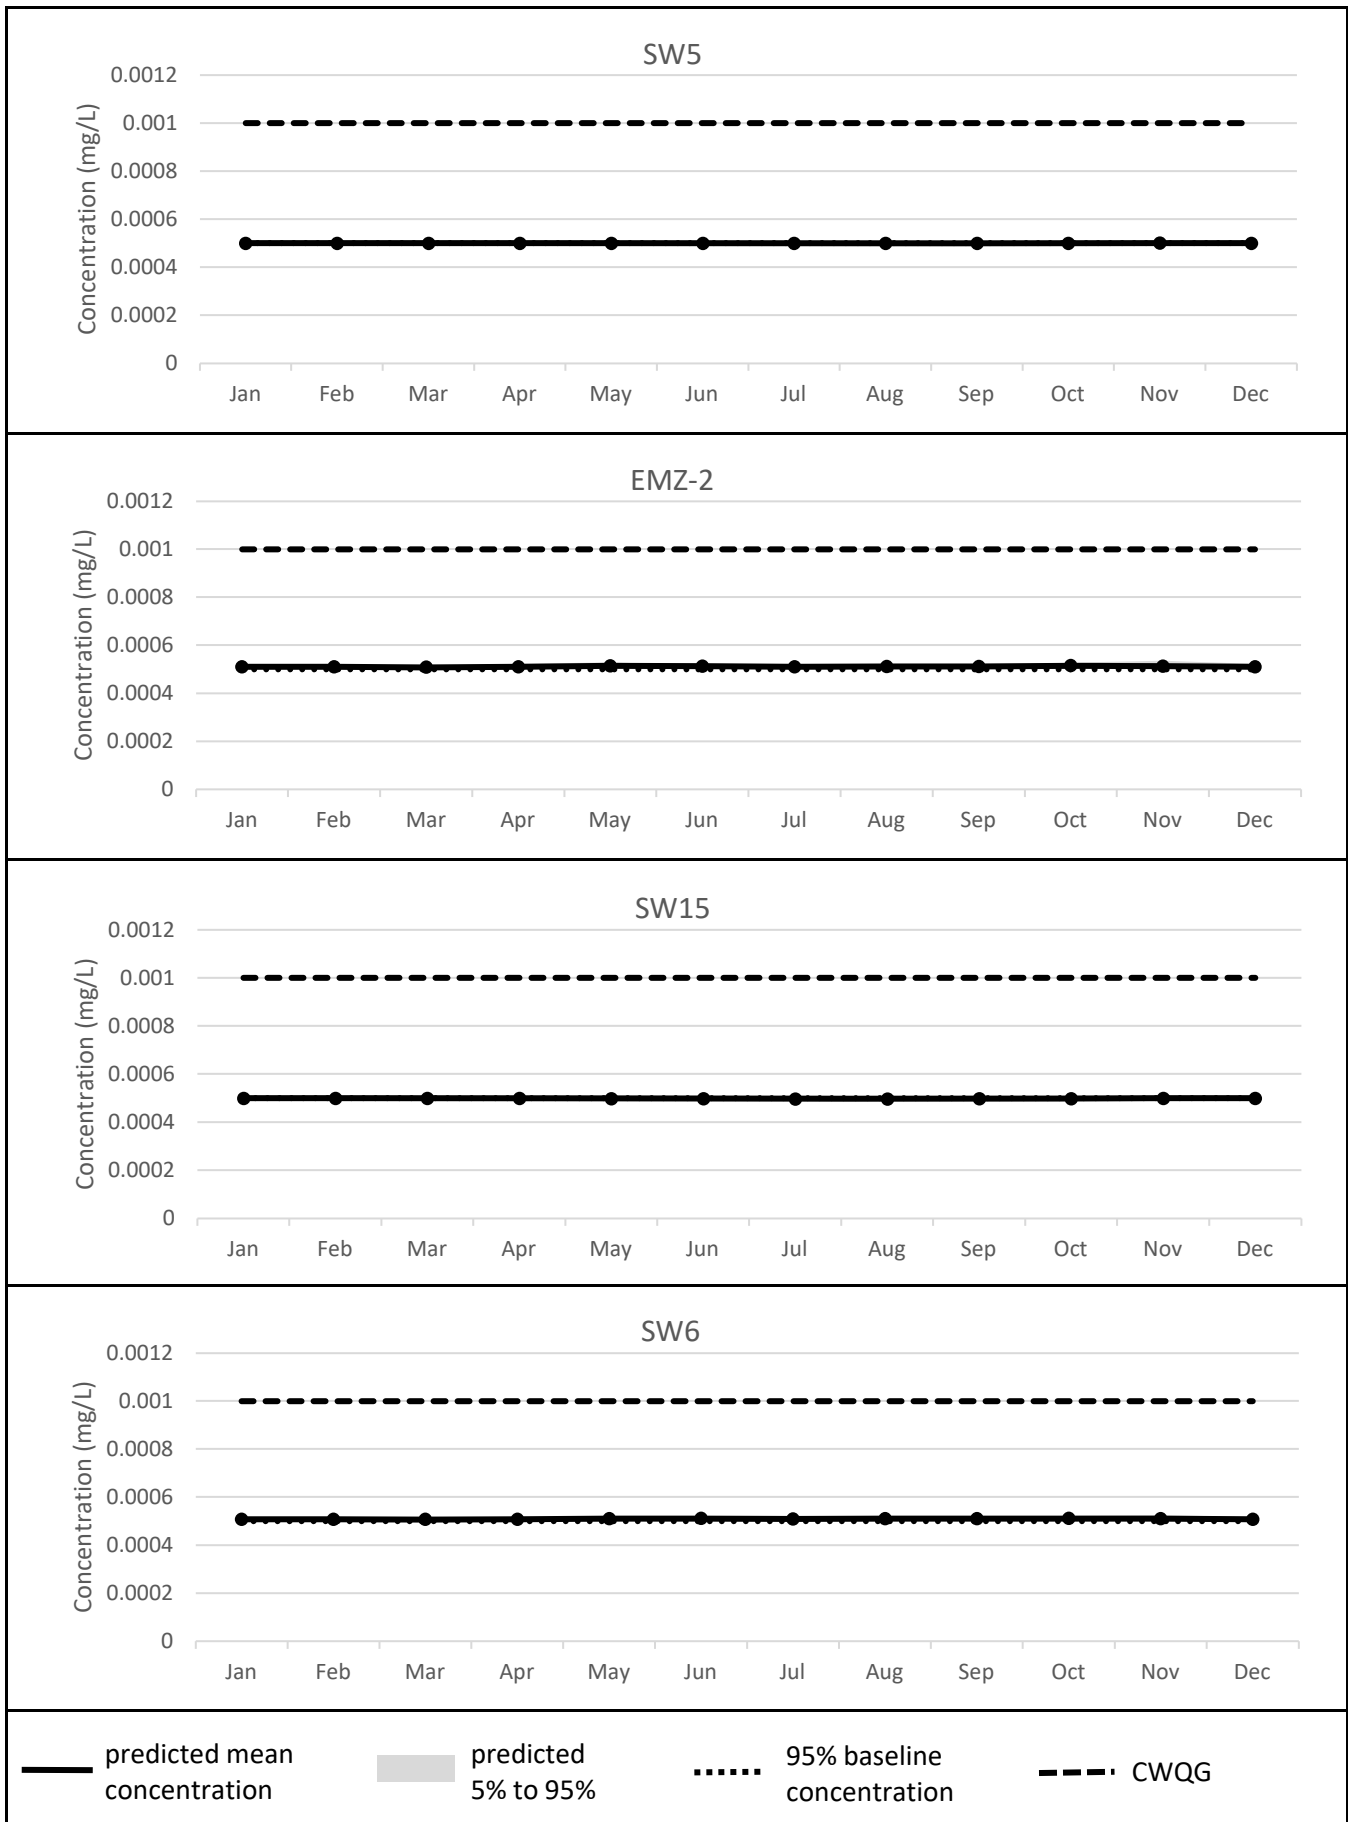 SW5
Concentration (mg/L)
0.0012
0.001
0.0008
0.0006
0.0004
0.0002
0
Jan Feb Mar Apr May Jun Jul Aug Sep Oct Nov Dec
EMZ-2
Concentration (mg/L)
0.0012
0.001
0.0008
0.0006
0.0004
0.0002
0
Jan Feb Mar Apr May Jun Jul Aug Sep Oct Nov Dec
SW15
Concentration (mg/L)
0.0012
0.001
0.0008
0.0006
0.0004
0.0002
0
Jan Feb Mar Apr May Jun Jul Aug Sep Oct Nov Dec
SW6
Concentration (mg/L)
0.0012
0.001
0.0008
0.0006
0.0004
0.0002
0
Jan Feb Mar Apr May Jun Jul Aug Sep Oct Nov Dec
predicted mean
concentration
predicted
5% to 95%
95% baseline
concentration
CWQG